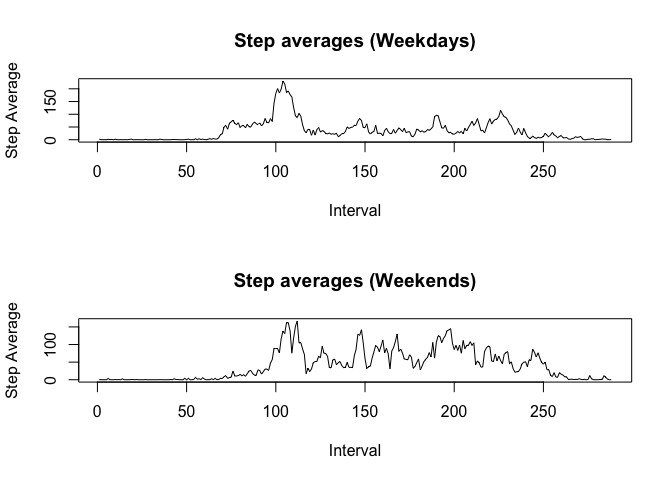 Step averages (Weekdays)
Step Average
0
150
0 50 100 150 200 250
Interval
Step averages (Weekends)
Step Average
0
100
0 50 100 150 200 250
Interval